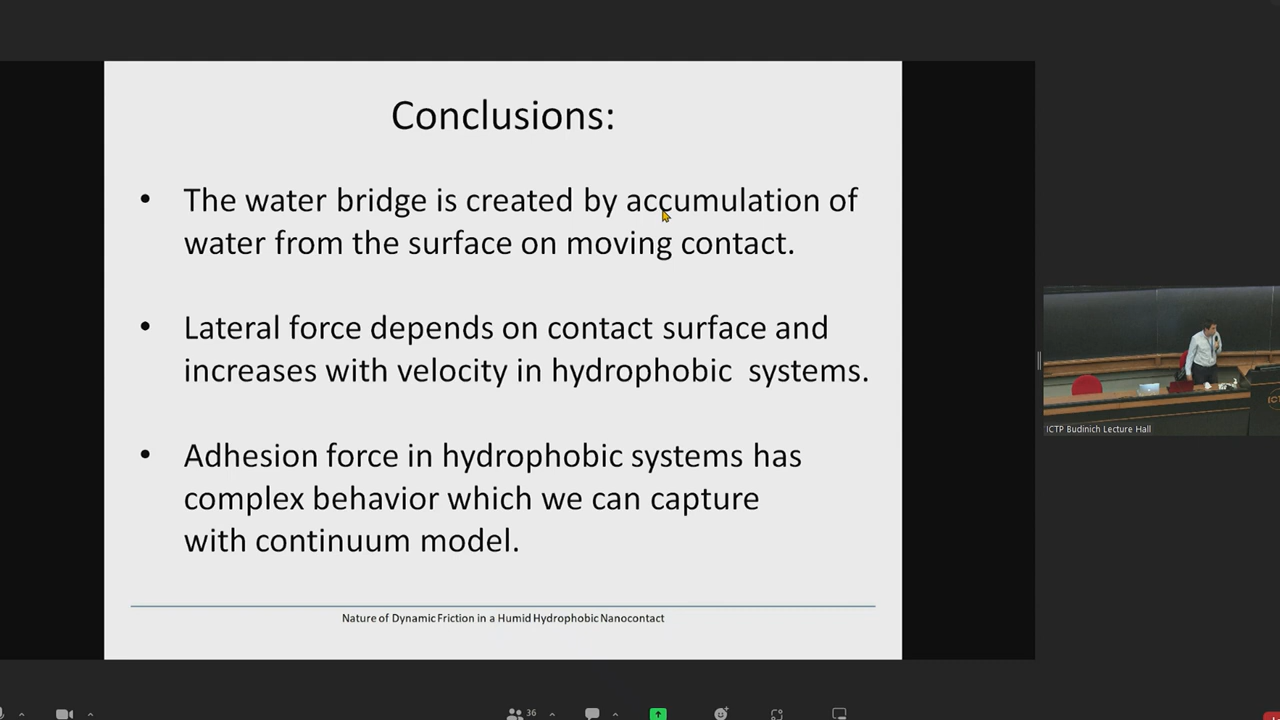 Conclusions:
• The water bridge is created by accumulation of
water from the surface on moving contact.
• Lateral force depends on contact surface and
increases with velocity in hydrophobic systems.
• Adhesion force in hydrophobic systems has
complex behavior which we can capture
with continuum model.
Nature of Dynamic Friction in a Humid Hydrophobic Nanocontact
ICTP Budinich Lecture Hall
36